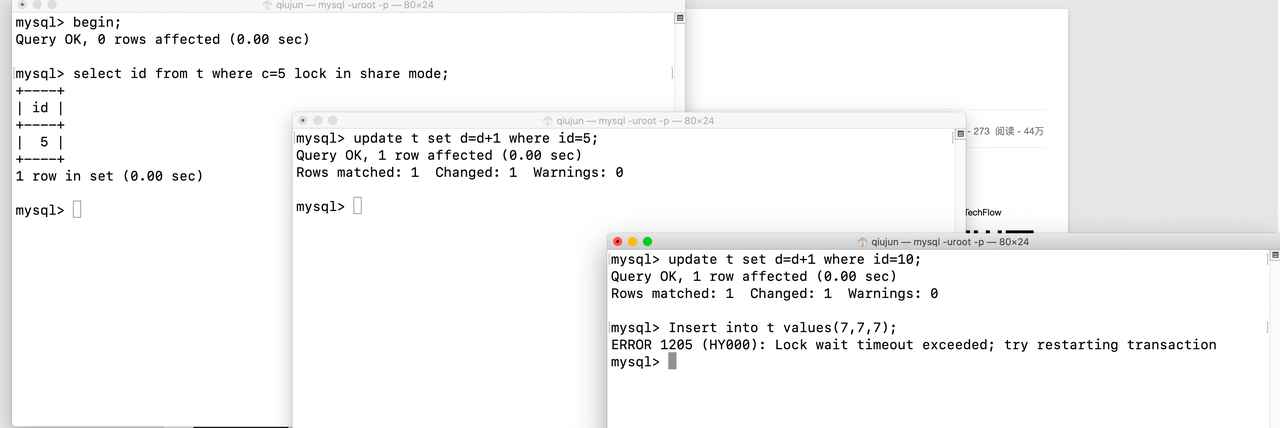 qiujun — mysql -uroot -p — 80×24
mysql> begin;
Query OK, 0 rows affected (0.00 sec)
mysql> select id from t where c=5 lock in share mode;
+----+
| id |
+----+
|  5 |
+----+
1 row in set (0.00 sec)
mysql>
qiujun — mysql -uroot -p — 80×24
mysql> update t set d=d+1 where id=5;
Query OK, 1 row affected (0.00 sec)
Rows matched: 1  Changed: 1  Warnings: 0
mysql>
- 273 阅读 - 44万
TechFlow
qiujun — mysql -uroot -p — 80×24
mysql> update t set d=d+1 where id=10;
Query OK, 1 row affected (0.00 sec)
Rows matched: 1  Changed: 1  Warnings: 0
mysql> Insert into t values(7,7,7);
ERROR 1205 (HY000): Lock wait timeout exceeded; try restarting transaction
mysql>